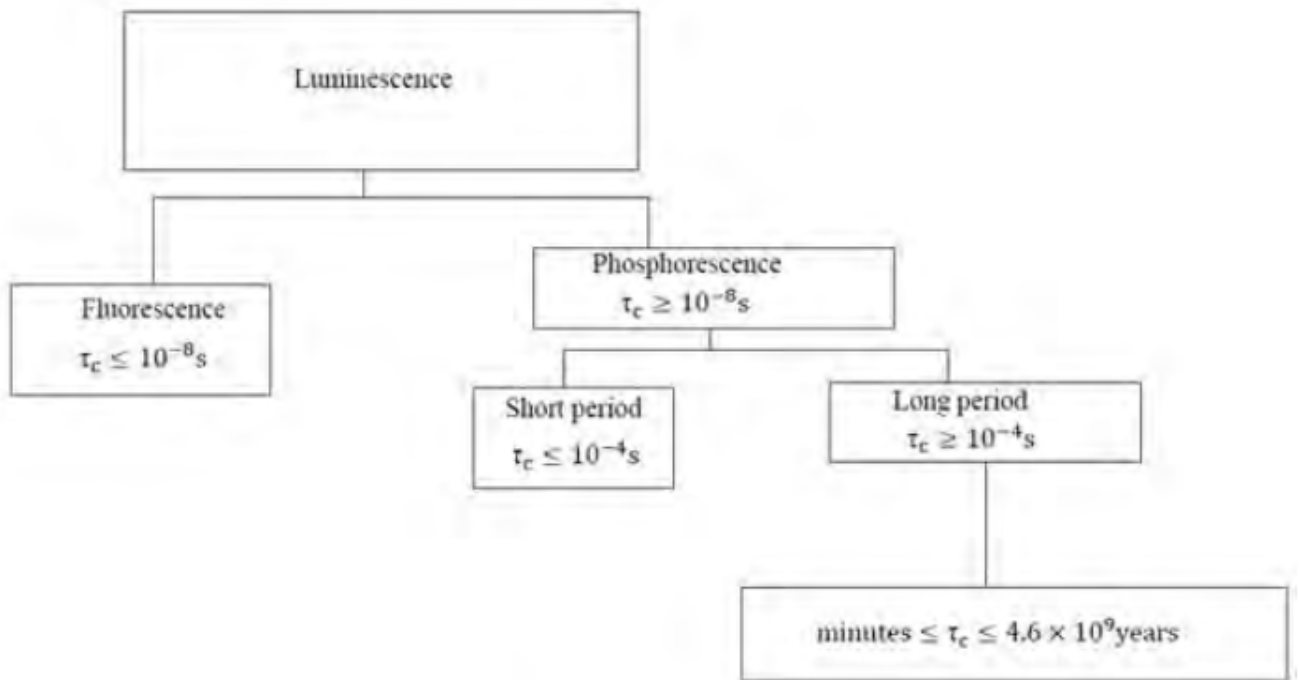 Luminescence
Fluorescence
τc ≤ 10⁻⁸s
Phosphorescence
τc ≥ 10⁻⁸s
Short period
τc ≤ 10⁻⁴s
Long period
τc ≥ 10⁻⁴s
minutes ≤ τc ≤ 4.6 × 10⁹years